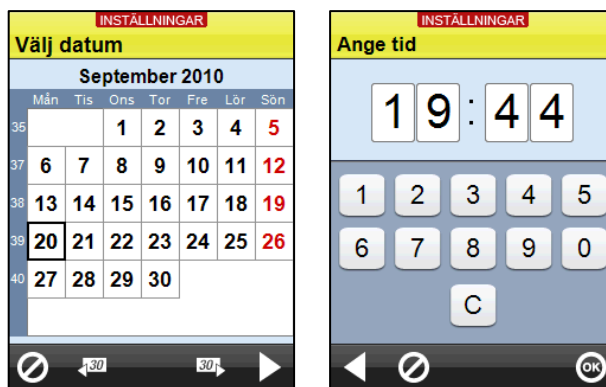 INSTÄLLNINGAR
Välj datum
September 2010
Mån Tis Ons Tor Fre Lör Sön
35 1 2 3 4 5
37 6 7 8 9 10 11 12
38 13 14 15 16 17 18 19
39 20 21 22 23 24 25 26
40 27 28 29 30
30 30
INSTÄLLNINGAR
Ange tid
19:44
1 2 3 4 5
6 7 8 9 0
C
OK